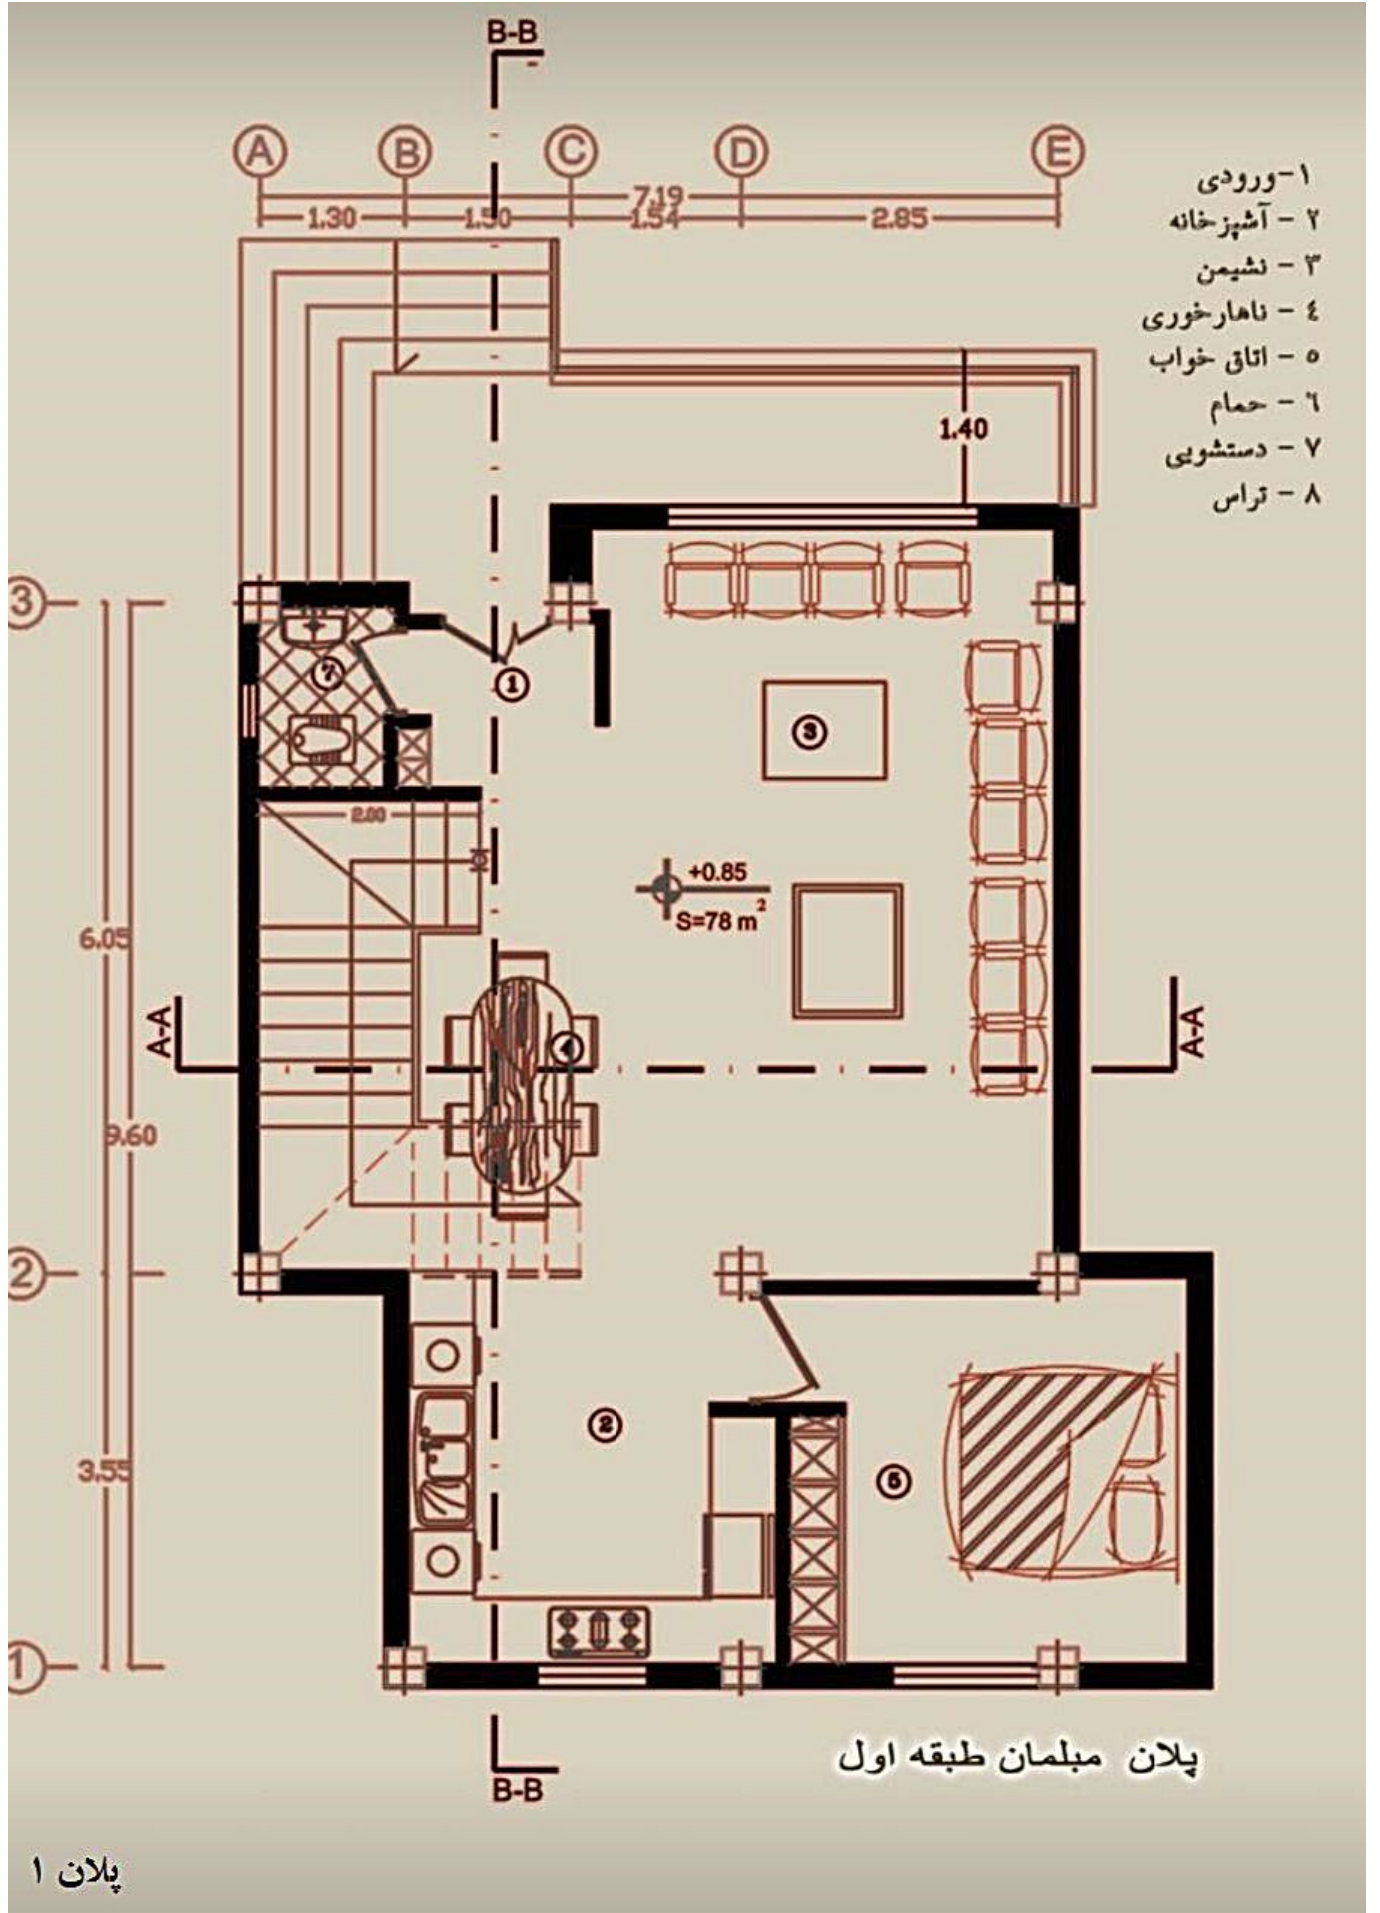 B-B
A B C D E
7.19
1.30 1.50 1.54 2.85
۱-ورودی
۲ - آشپزخانه
۳ - نشیمن
٤ - ناهارخوری
٥ - اتاق خواب
٦ - حمام
۷ - دستشویی
۸ - تراس
1.40
3
7
1
3
2.00
+0.85
S=78 m²
6.05
A-A
A-A
4
9.60
2
2
3.55
5
1
پلان مبلمان طبقه اول
B-B
پلان ۱